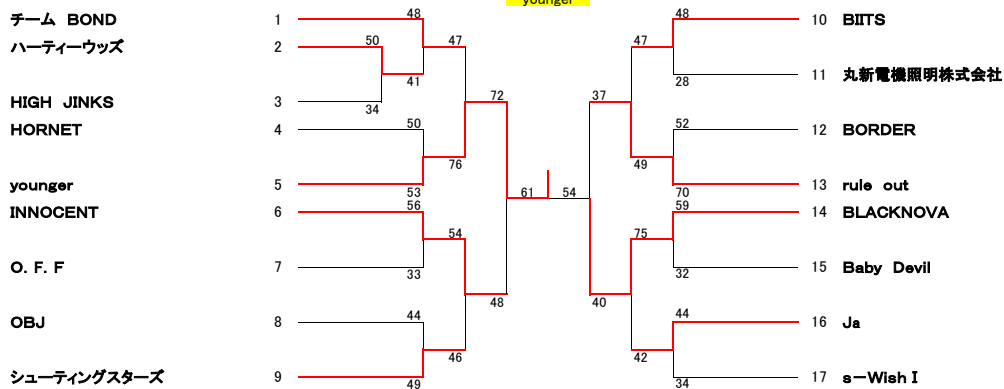 younger
チーム BOND 1 48 48 10 BIITS
ハーティーウッズ 2 50 47 47
41 28 11 丸新電機照明株式会社
HIGH JINKS 3 34 72 37
HORNET 4 50 52 12 BORDER
76 49
younger 5 53 61 54 70 13 rule out
INNOCENT 6 56 59 14 BLACKNOVA
54 75
O.F.F 7 33 32 15 Baby Devil
48 40
OBJ 8 44 44 16 Ja
46 42
シューティングスターズ 9 49 34 17 s-Wish I